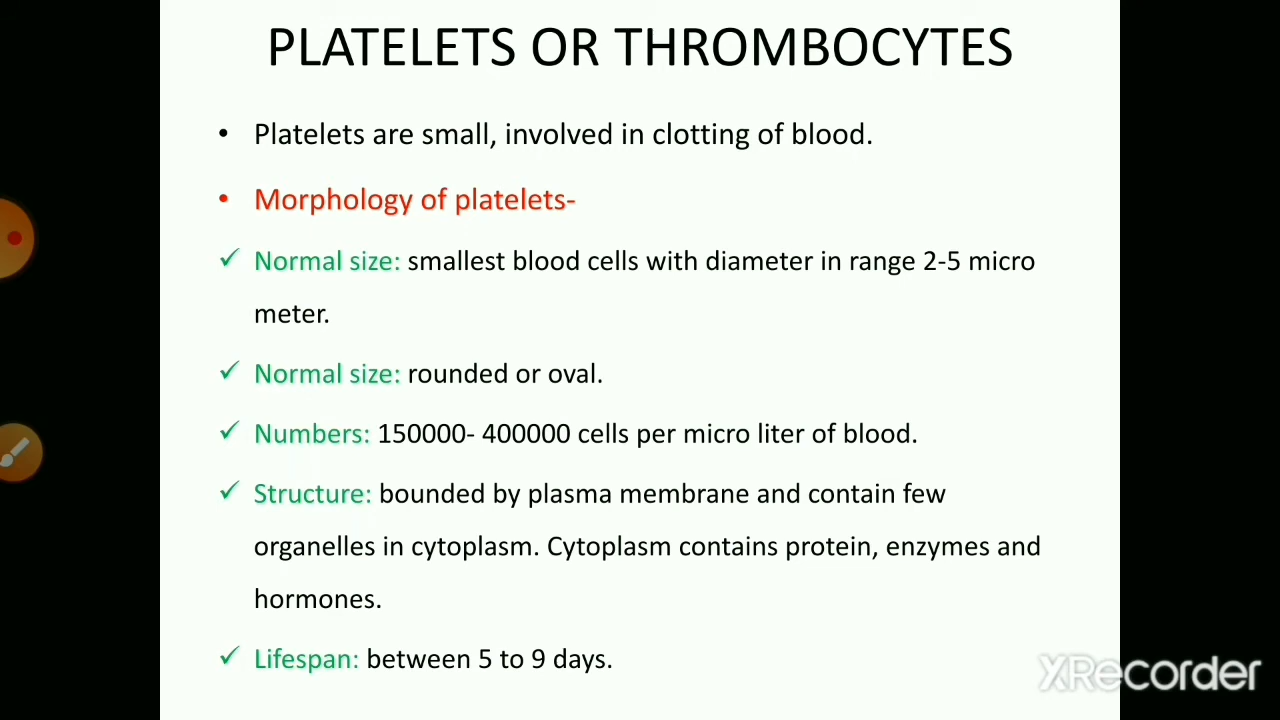 PLATELETS OR THROMBOCYTES
• Platelets are small, involved in clotting of blood.
• Morphology of platelets-
✓ Normal size: smallest blood cells with diameter in range 2-5 micro
meter.
✓ Normal size: rounded or oval.
✓ Numbers: 150000- 400000 cells per micro liter of blood.
✓ Structure: bounded by plasma membrane and contain few
organelles in cytoplasm. Cytoplasm contains protein, enzymes and
hormones.
✓ Lifespan: between 5 to 9 days.
XRecorder